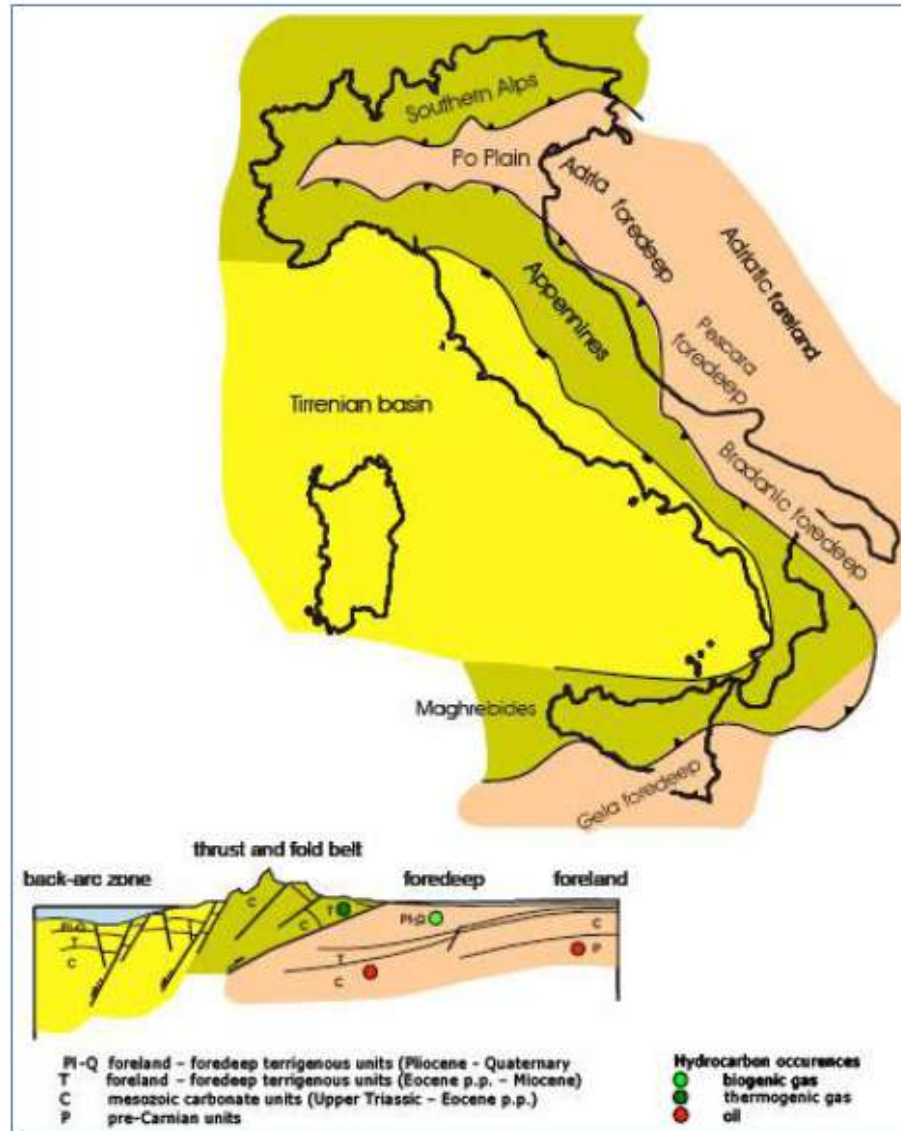 Southern Alps
Po Plain
Adria foredeep
Adriatic foreland
Appennines
Pescara foredeep
Tirrenian basin
Bradanic foredeep
Maghrebides
Gela foredeep
thrust and fold belt
back-arc zone
foredeep
foreland
Pl-Q
T
C
C
T
C
Pl-Q
T
C
C
P
Pl-Q foreland – foredeep terrigenous units (Pliocene - Quaternary
T foreland – foredeep terrigenous units (Eocene p.p. – Miocene)
C mesozoic carbonate units (Upper Triassic – Eocene p.p.)
P pre-Carnian units
Hydrocarbon occurences
biogenic gas
thermogenic gas
oil